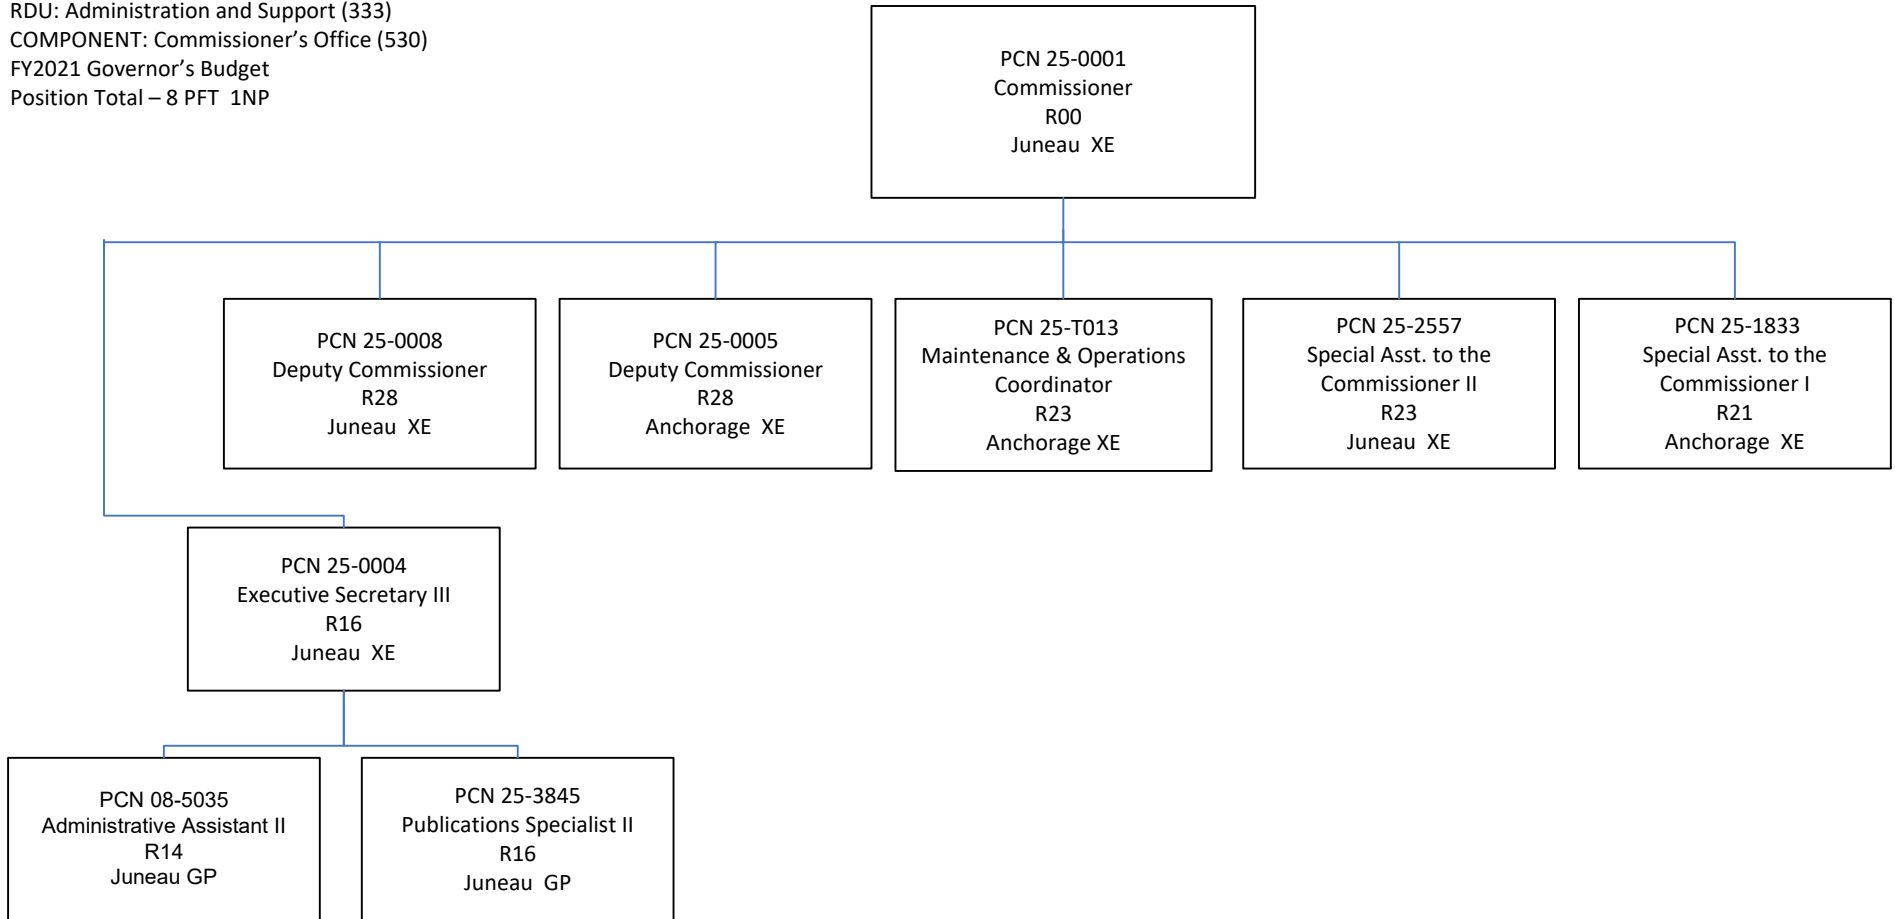 RDU: Administration and Support (333)
COMPONENT: Commissioner's Office (530)
FY2021 Governor's Budget
Position Total – 8 PFT 1NP
PCN 25-0001
Commissioner
R00
Juneau XE
PCN 25-0008
Deputy Commissioner
R28
Juneau XE
PCN 25-0005
Deputy Commissioner
R28
Anchorage XE
PCN 25-T013
Maintenance & Operations
Coordinator
R23
Anchorage XE
PCN 25-2557
Special Asst. to the
Commissioner II
R23
Juneau XE
PCN 25-1833
Special Asst. to the
Commissioner I
R21
Anchorage XE
PCN 25-0004
Executive Secretary III
R16
Juneau XE
PCN 08-5035
Administrative Assistant II
R14
Juneau GP
PCN 25-3845
Publications Specialist II
R16
Juneau GP